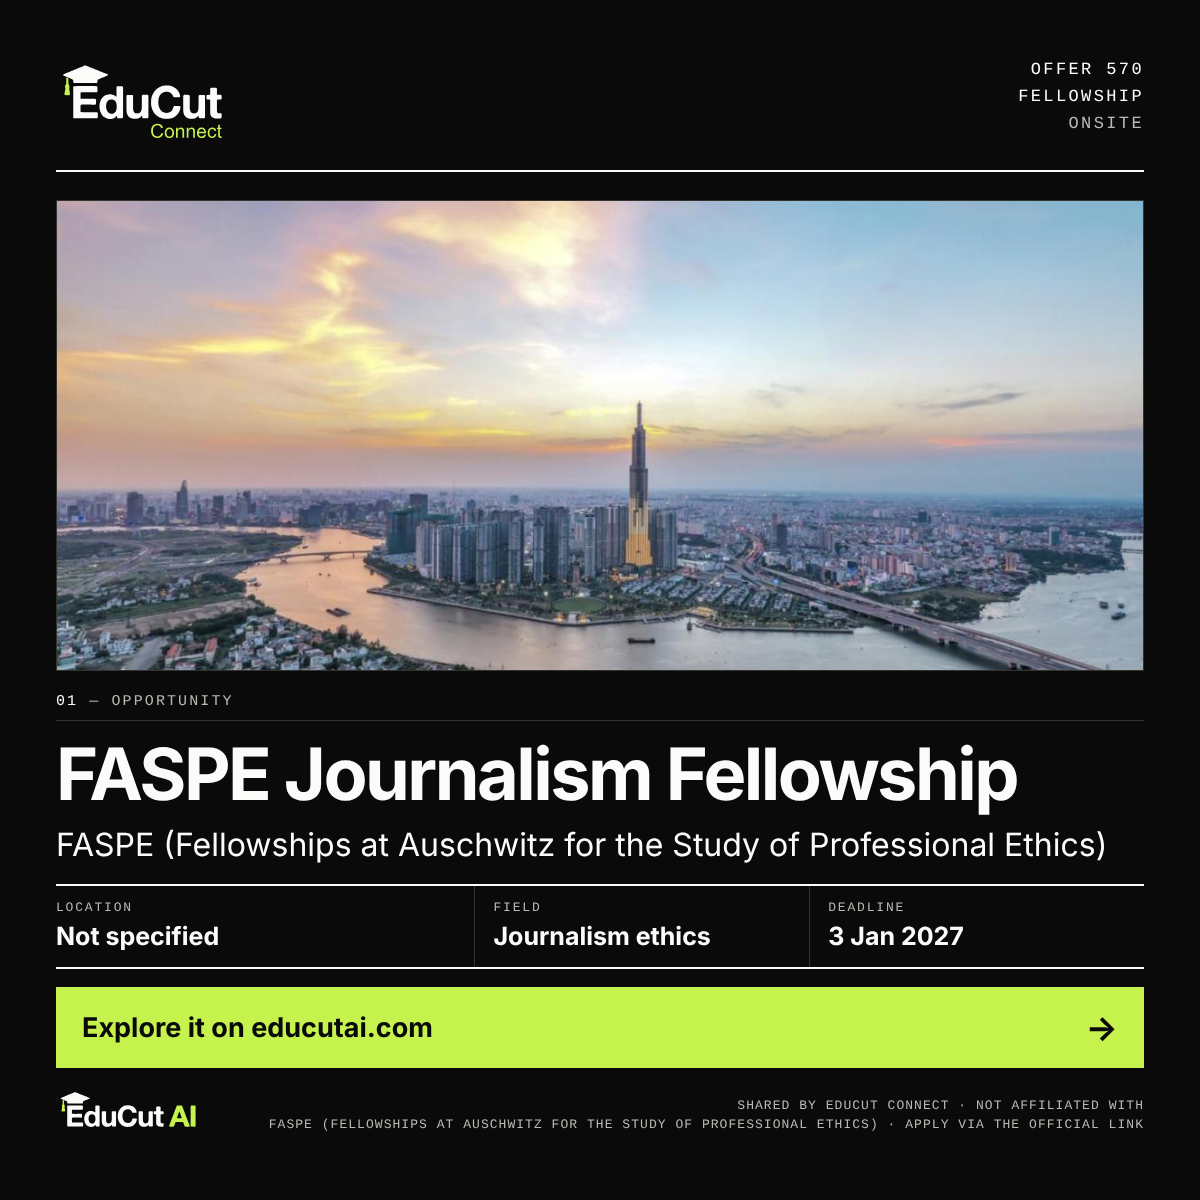 EduCut
Connect
OFFER 570
FELLOWSHIP
ONSITE
01 — OPPORTUNITY
FASPE Journalism Fellowship
FASPE (Fellowships at Auschwitz for the Study of Professional Ethics)
LOCATION
Not specified
FIELD
Journalism ethics
DEADLINE
3 Jan 2027
Explore it on educutai.com
EduCut AI
SHARED BY EDUCUT CONNECT · NOT AFFILIATED WITH
FASPE (FELLOWSHIPS AT AUSCHWITZ FOR THE STUDY OF PROFESSIONAL ETHICS) · APPLY VIA THE OFFICIAL LINK